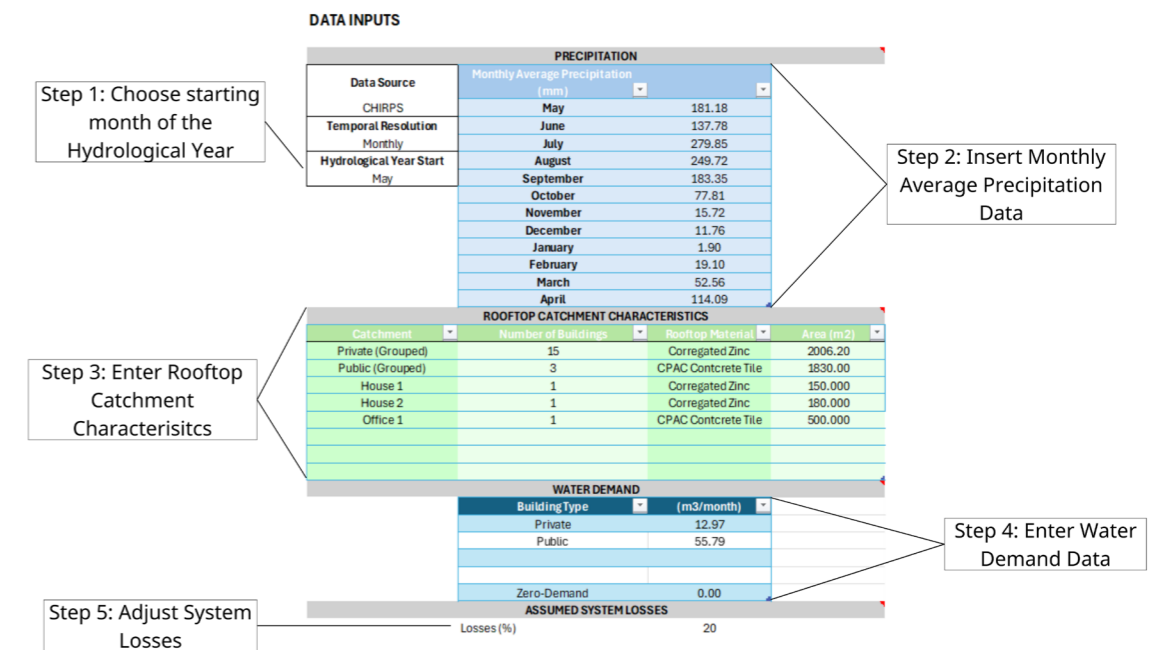 DATA INPUTS
PRECIPITATION
Data Source
Monthly Average Precipitation
(mm)
CHIRPS
May 181.18
Temporal Resolution
June 137.78
Monthly
July 279.85
Hydrological Year Start
August 249.72
May
September 183.35
October 77.81
November 15.72
December 11.76
January 1.90
February 19.10
March 52.56
April 114.09
Step 1: Choose starting
month of the
Hydrological Year
Step 2: Insert Monthly
Average Precipitation
Data
ROOFTOP CATCHMENT CHARACTERISTICS
Catchment Number of Buildings Rooftop Material Area (m2)
Private (Grouped) 15 Corregated Zinc 2006.20
Public (Grouped) 3 CPAC Contcrete Tile 1830.00
House 1 1 Corregated Zinc 150.000
House 2 1 Corregated Zinc 180.000
Office 1 1 CPAC Contcrete Tile 500.000
Step 3: Enter Rooftop
Catchment
Characterisitcs
WATER DEMAND
Building Type (m3/month)
Private 12.97
Public 55.79
Zero-Demand 0.00
Step 4: Enter Water
Demand Data
ASSUMED SYSTEM LOSSES
Losses (%) 20
Step 5: Adjust System
Losses